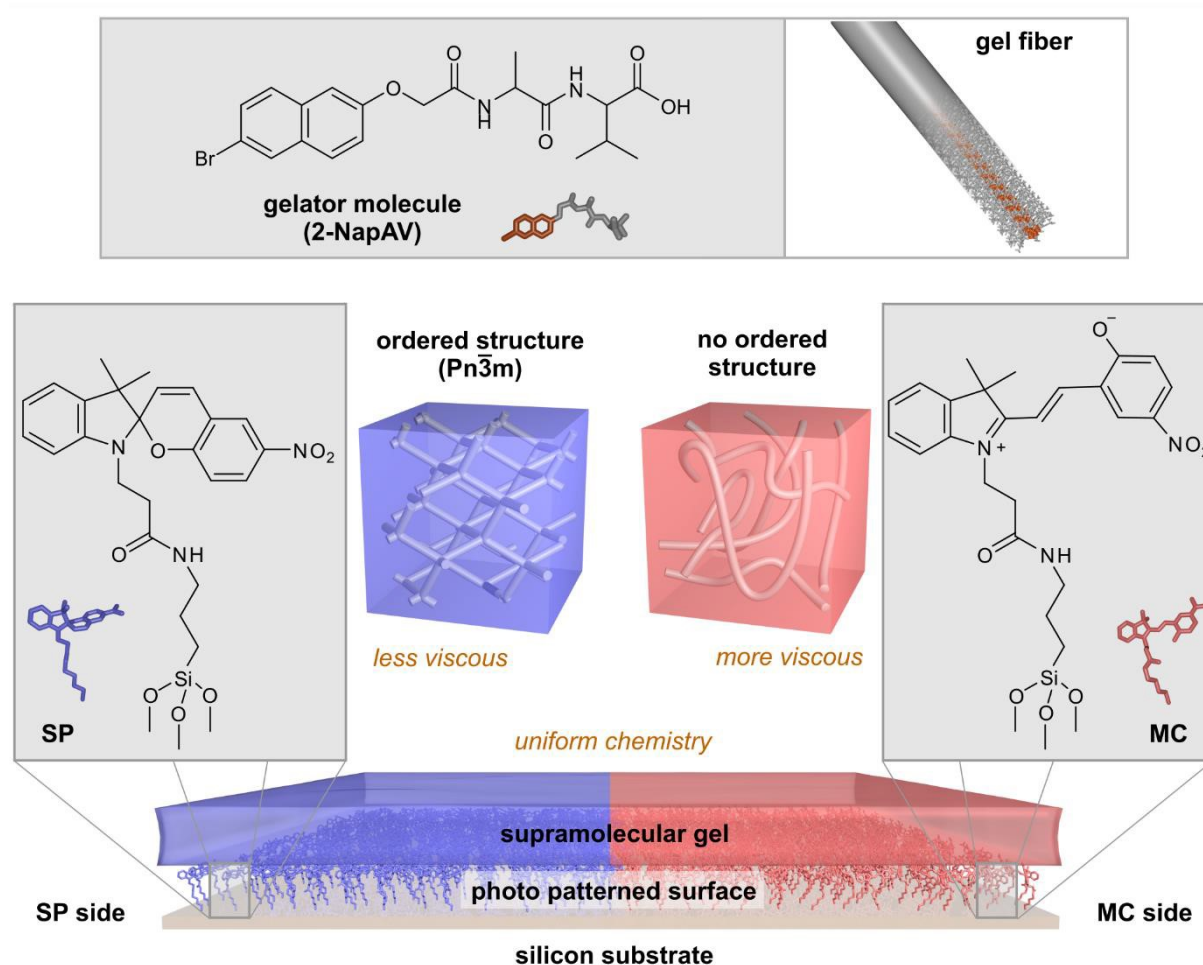 gelator molecule
(2-NapAV)
O
O
H
N
O
N
H
O
OH
Br
gel fiber
ordered structure
(Pn3̅m)
no ordered
structure
less viscous
more viscous
N
O
NO2
O
NH
Si
O
O
O
SP
O−
N
+
NO2
O
NH
Si
O
O
O
MC
uniform chemistry
supramolecular gel
photo patterned surface
SP side
MC side
silicon substrate